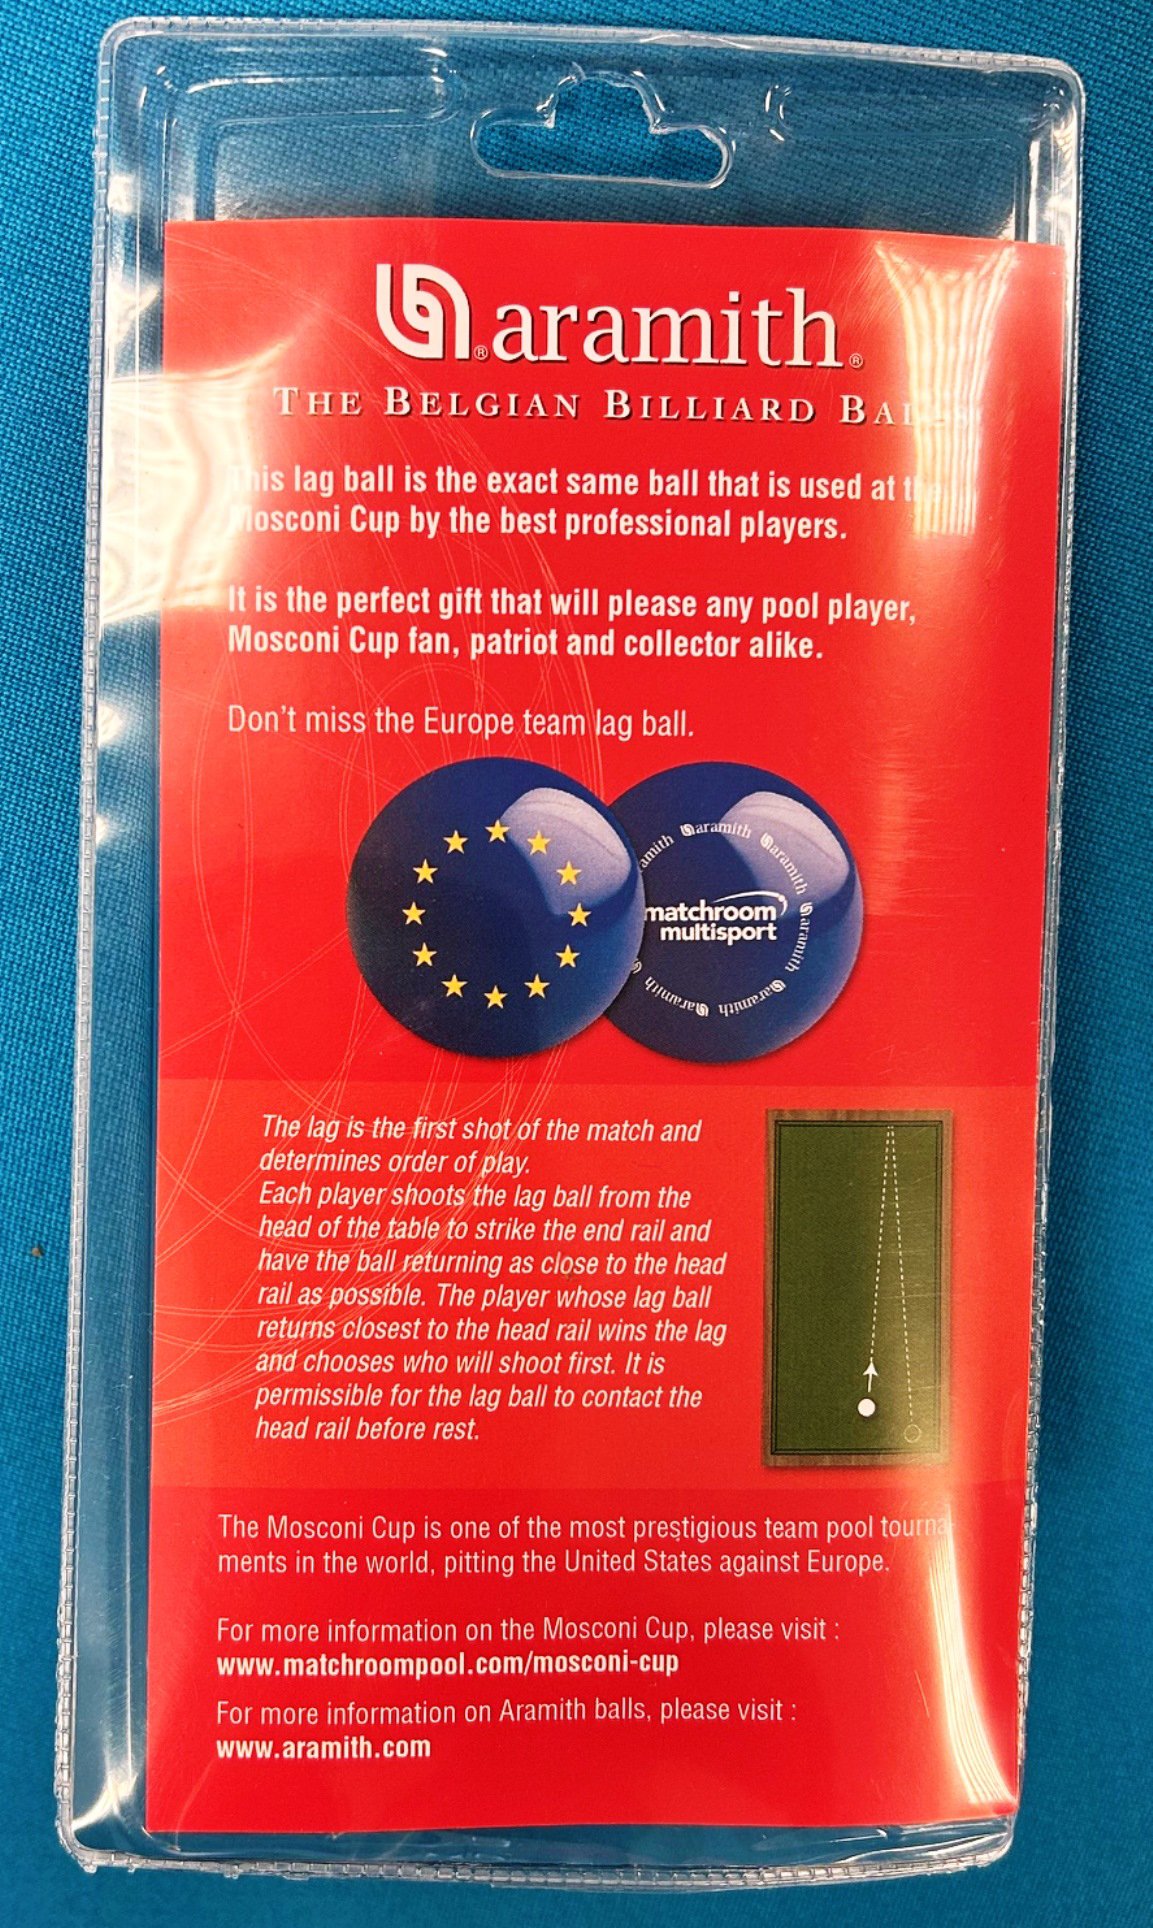 aramith®
THE BELGIAN BILLIARD
This lag ball is the exact same ball that is used at the
Mosconi Cup by the best professional players.
It is the perfect gift that will please any pool player,
Mosconi Cup fan, patriot and collector alike.
Don't miss the Europe team lag ball.
aramith aramith aramith aramith aramith aramith
matchroom
multisport
The lag is the first shot of the match and
determines order of play.
Each player shoots the lag ball from the
head of the table to strike the end rail and
have the ball returning as close to the head
rail as possible. The player whose lag ball
returns closest to the head rail wins the lag
and chooses who will shoot first. It is
permissible for the lag ball to contact the
head rail before rest.
The Mosconi Cup is one of the most prestigious team pool tourna-
ments in the world, pitting the United States against Europe.
For more information on the Mosconi Cup, please visit :
www.matchroompool.com/mosconi-cup
For more information on Aramith balls, please visit :
www.aramith.com